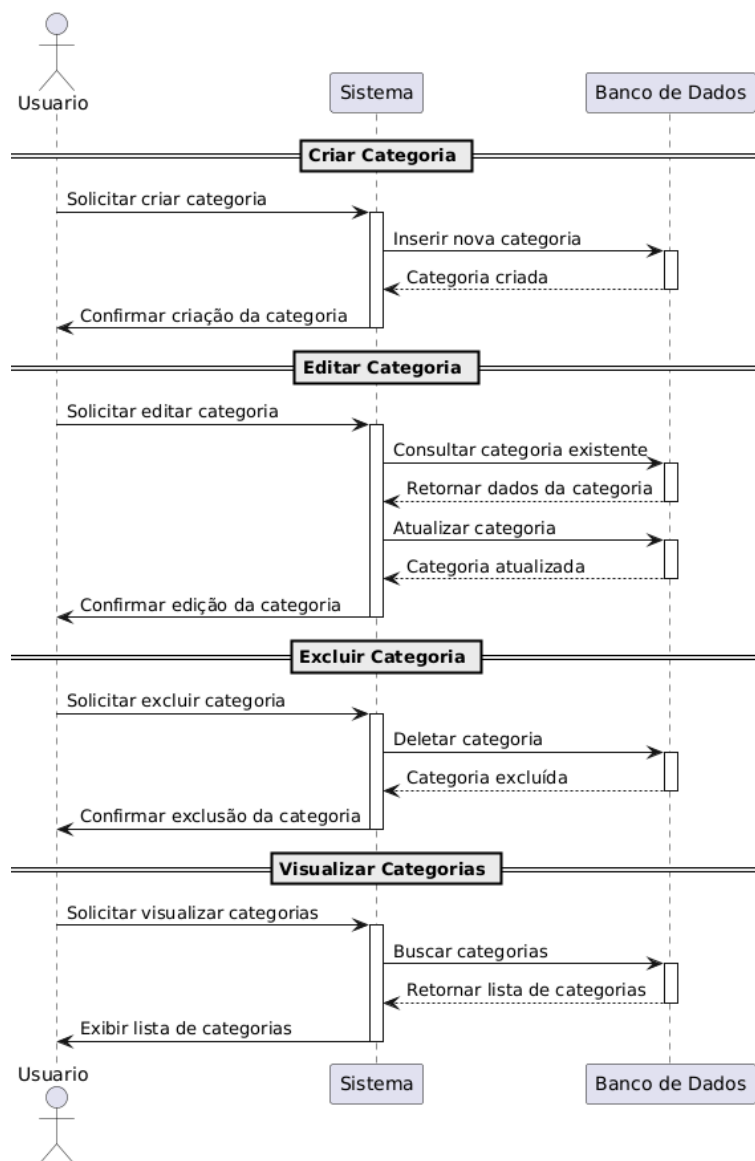 Usuario
Sistema
Banco de Dados
Criar Categoria
Solicitar criar categoria
Inserir nova categoria
Categoria criada
Confirmar criação da categoria
Editar Categoria
Solicitar editar categoria
Consultar categoria existente
Retornar dados da categoria
Atualizar categoria
Categoria atualizada
Confirmar edição da categoria
Excluir Categoria
Solicitar excluir categoria
Deletar categoria
Categoria excluída
Confirmar exclusão da categoria
Visualizar Categorias
Solicitar visualizar categorias
Buscar categorias
Retornar lista de categorias
Exibir lista de categorias
Usuario
Sistema
Banco de Dados